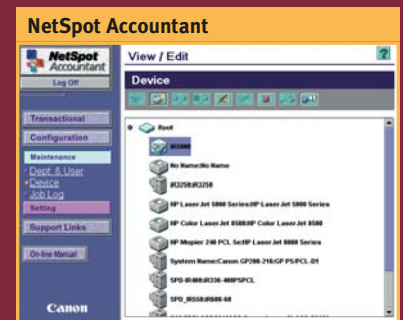 NetSpot Accountant
NetSpot
Accountant
Log Off
View / Edit
?
Device
Transactional
Configuration
Maintenance
Dept. & User
Device
Job Log
Setting
Support Links
On-line Manual
Canon
Root
iR5000
No Name:No Name
iR3250:iR3250
HP LaserJet 5000 Series:HP LaserJet 5000 Series
HP Color LaserJet 8500:HP Color LaserJet 8500
HP Mopier 240 PCL 5e:HP LaserJet 8000 Series
System Name:Canon GP200-216:GP PS/PCL-D1
SPD-IR400:iR330-400PSPCL
SPD_IR550:iR600-60